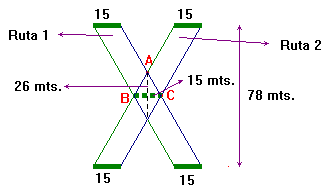 15 15
Ruta 1
Ruta 2
A
26 mts.
15 mts.
B C
78 mts.
15 15